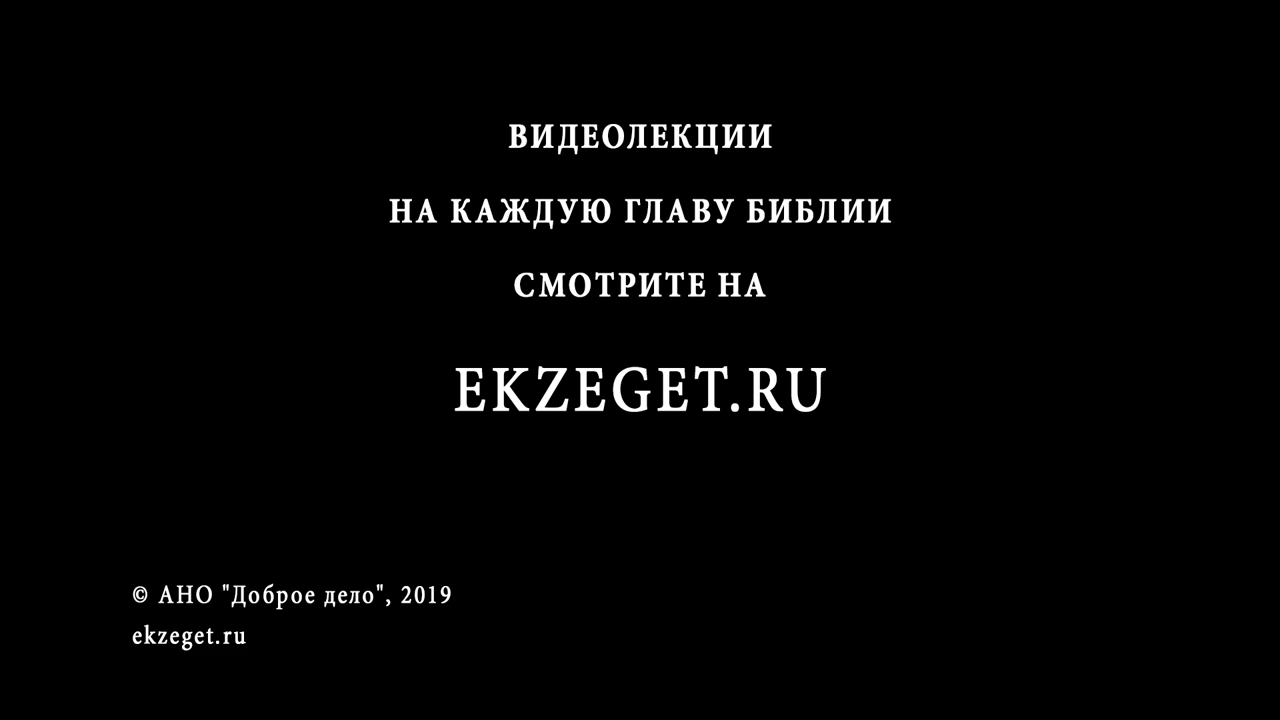 ВИДЕОЛЕКЦИИ
НА КАЖДУЮ ГЛАВУ БИБЛИИ
СМОТРИТЕ НА
EKZEGET.RU
© АНО "Доброе дело", 2019
ekzeget.ru